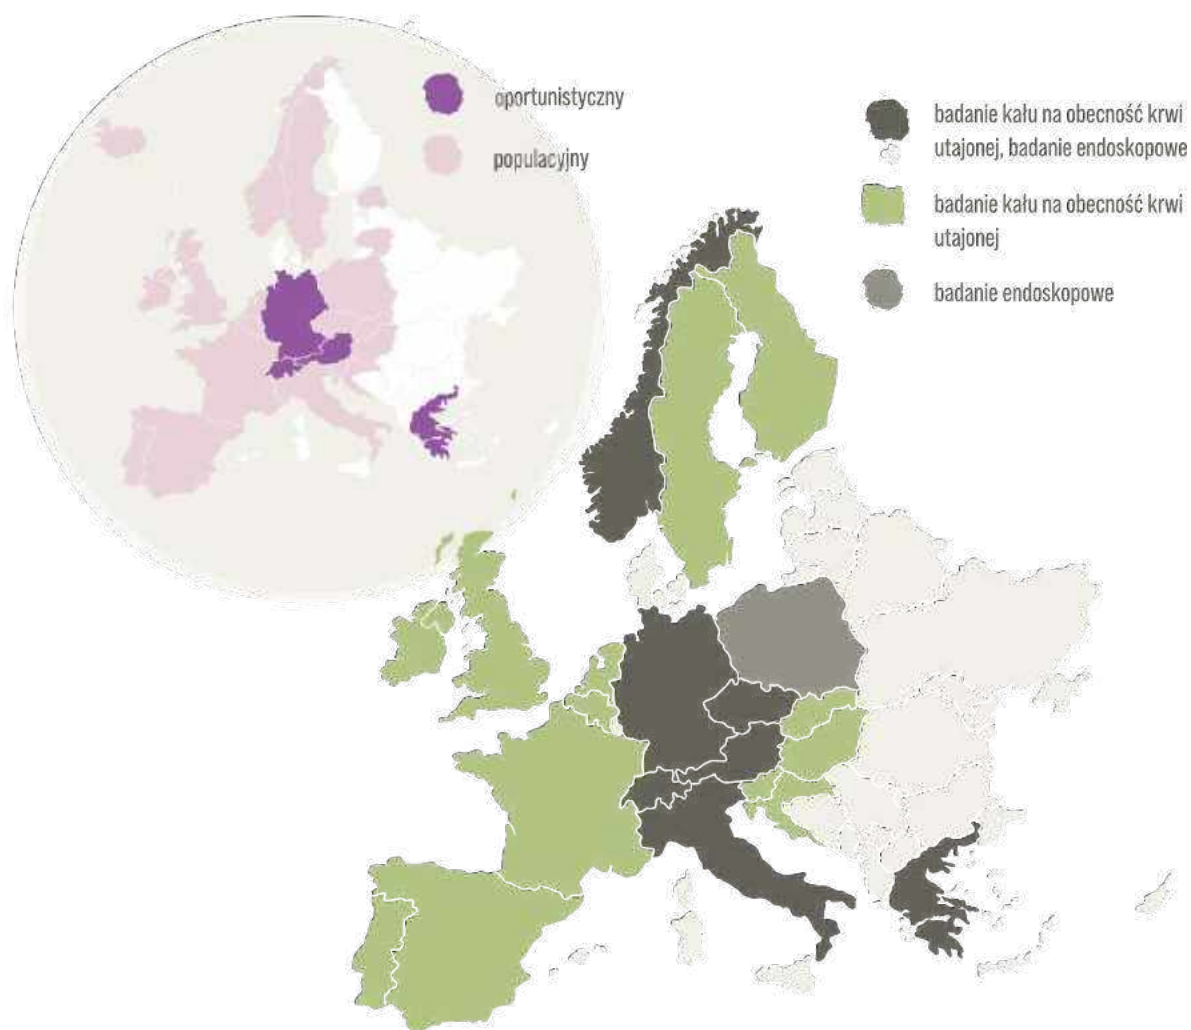 oportunistyczny
populacyjny
badanie kału na obecność krwi
utajonej, badanie endoskopowe
badanie kału na obecność krwi
utajonej
badanie endoskopowe